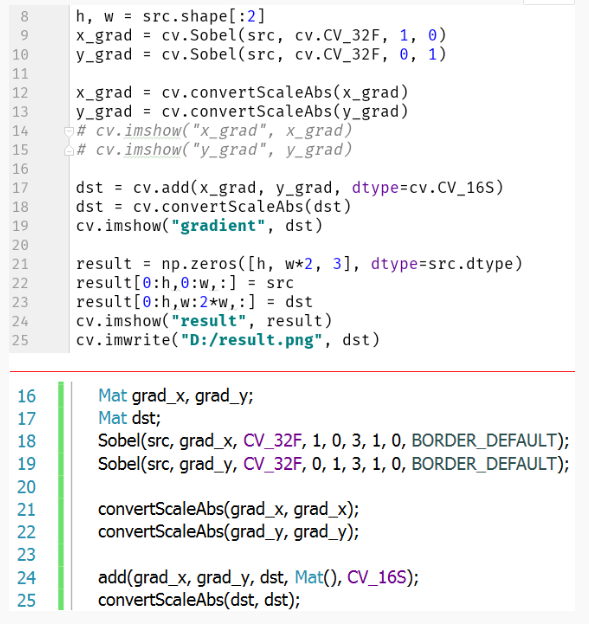 8 h, w = src.shape[:2]
9 x_grad = cv.Sobel(src, cv.CV_32F, 1, 0)
10 y_grad = cv.Sobel(src, cv.CV_32F, 0, 1)
11
12 x_grad = cv.convertScaleAbs(x_grad)
13 y_grad = cv.convertScaleAbs(y_grad)
14 # cv.imshow("x_grad", x_grad)
15 # cv.imshow("y_grad", y_grad)
16
17 dst = cv.add(x_grad, y_grad, dtype=cv.CV_16S)
18 dst = cv.convertScaleAbs(dst)
19 cv.imshow("gradient", dst)
20
21 result = np.zeros([h, w*2, 3], dtype=src.dtype)
22 result[0:h,0:w,:] = src
23 result[0:h,w:2*w,:] = dst
24 cv.imshow("result", result)
25 cv.imwrite("D:/result.png", dst)
16 Mat grad_x, grad_y;
17 Mat dst;
18 Sobel(src, grad_x, CV_32F, 1, 0, 3, 1, 0, BORDER_DEFAULT);
19 Sobel(src, grad_y, CV_32F, 0, 1, 3, 1, 0, BORDER_DEFAULT);
20
21 convertScaleAbs(grad_x, grad_x);
22 convertScaleAbs(grad_y, grad_y);
23
24 add(grad_x, grad_y, dst, Mat(), CV_16S);
25 convertScaleAbs(dst, dst);